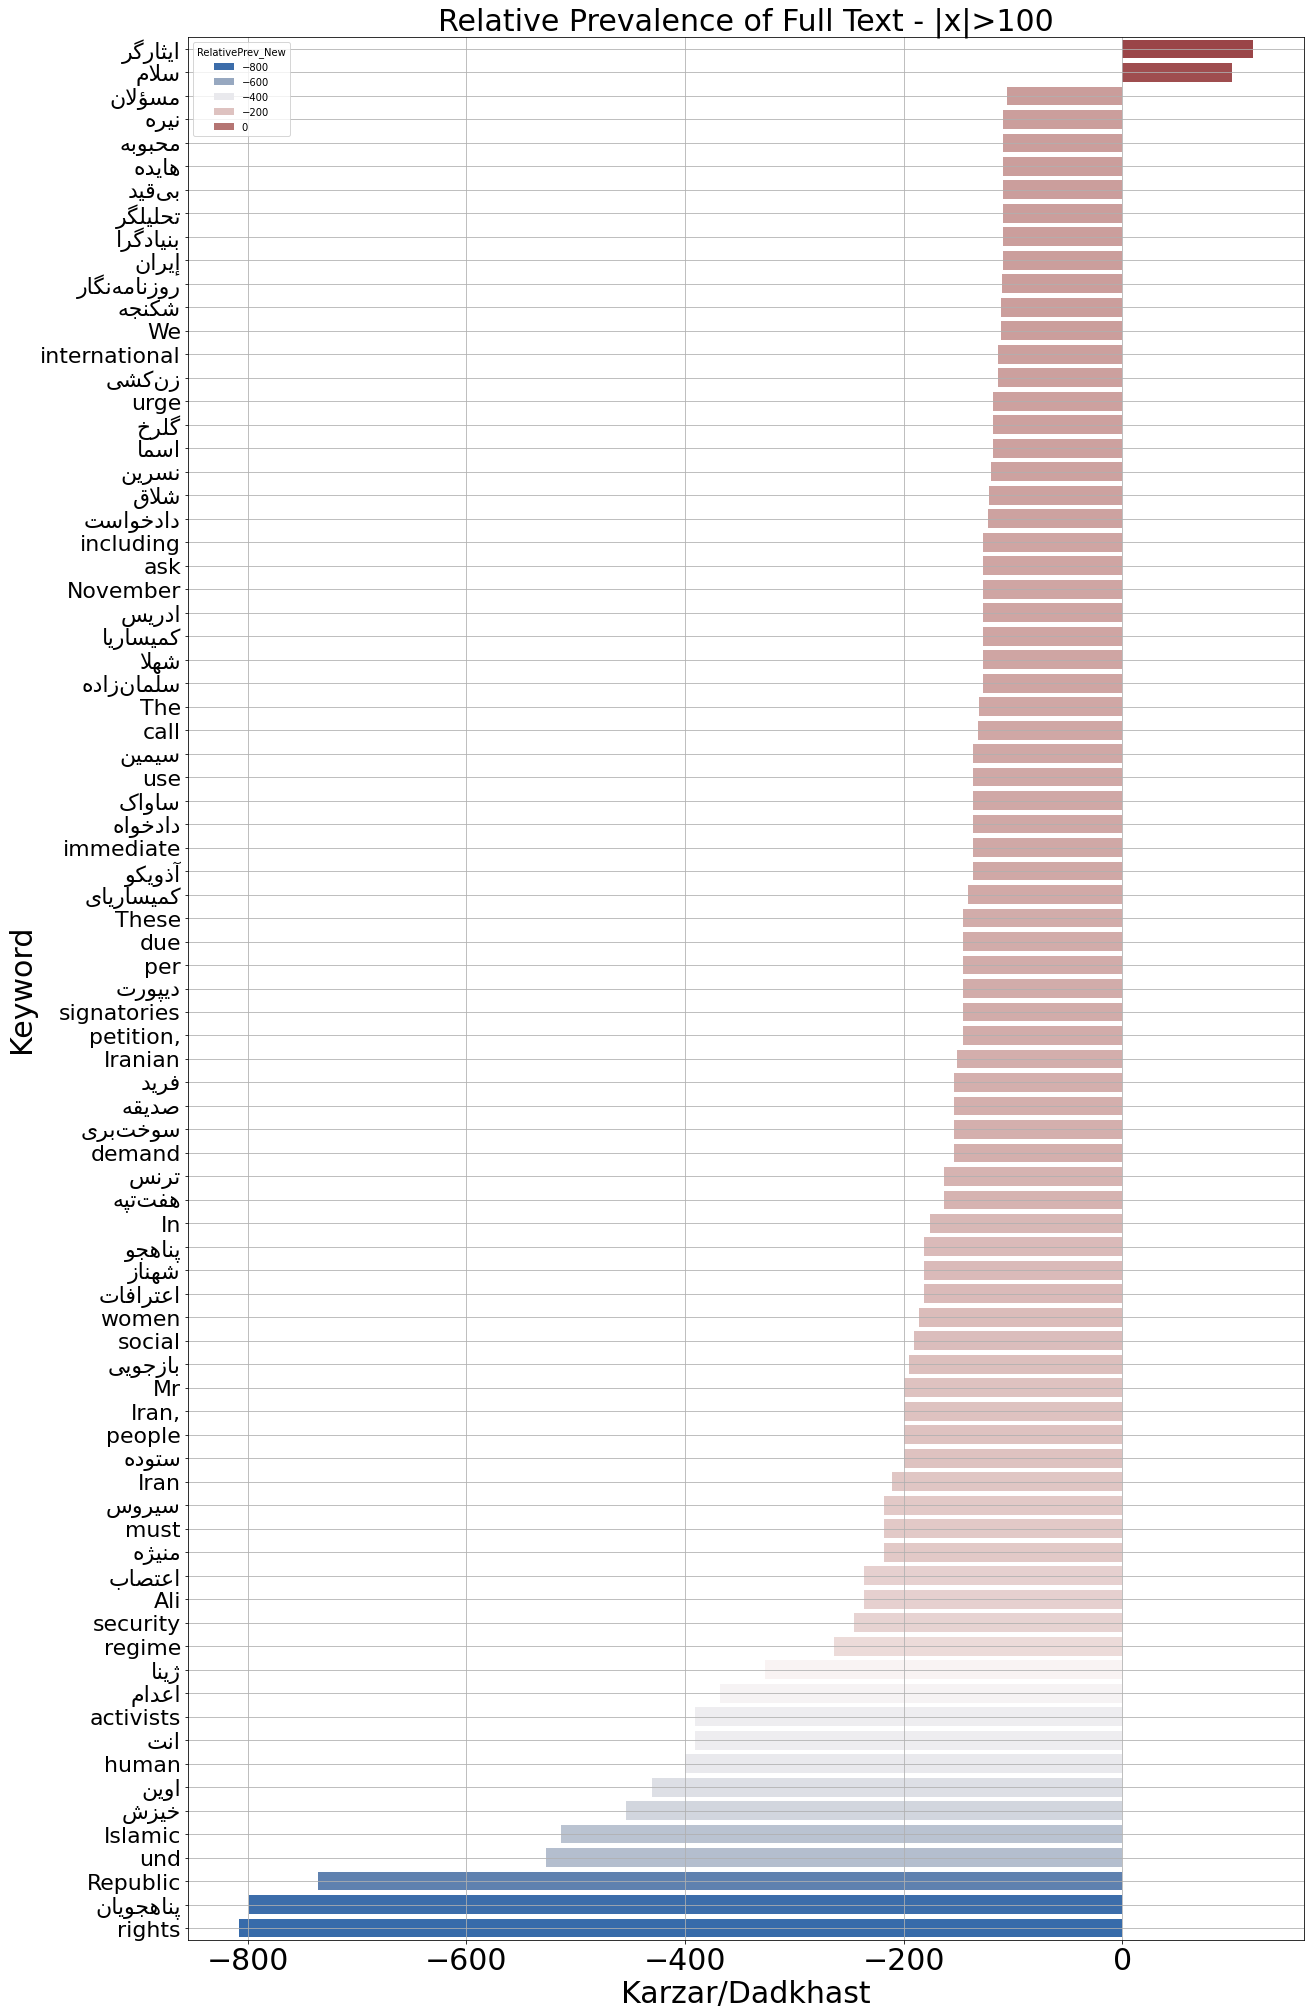 Relative Prevalence of Full Text - |x|>100
RelativePrev_New
−800
−600
−400
−200
0
Keyword
ایثارگر
سلام
مسؤلان
نیره
محبوبه
هایده
بی‌قید
تحلیلگر
بنیادگرا
إیران
روزنامه‌نگار
شکنجه
We
international
زن‌کشی
urge
گلرخ
اسما
نسرین
شلاق
دادخواست
including
ask
November
ادریس
کمیساریا
شهلا
سلمان‌زاده
The
call
سیمین
use
ساواک
دادخواه
immediate
آذویکو
کمیساریای
These
due
per
دیپورت
signatories
petition,
Iranian
فرید
صدیقه
سوخت‌بری
demand
ترنس
هفت‌تپه
In
پناهجو
شهناز
اعترافات
women
social
بازجویی
Mr
Iran,
people
ستوده
Iran
سیروس
must
منیژه
اعتصاب
Ali
security
regime
ژینا
اعدام
activists
انت
human
اوین
خیزش
Islamic
und
Republic
پناهجویان
rights
−800
−600
−400
−200
0
Karzar/Dadkhast